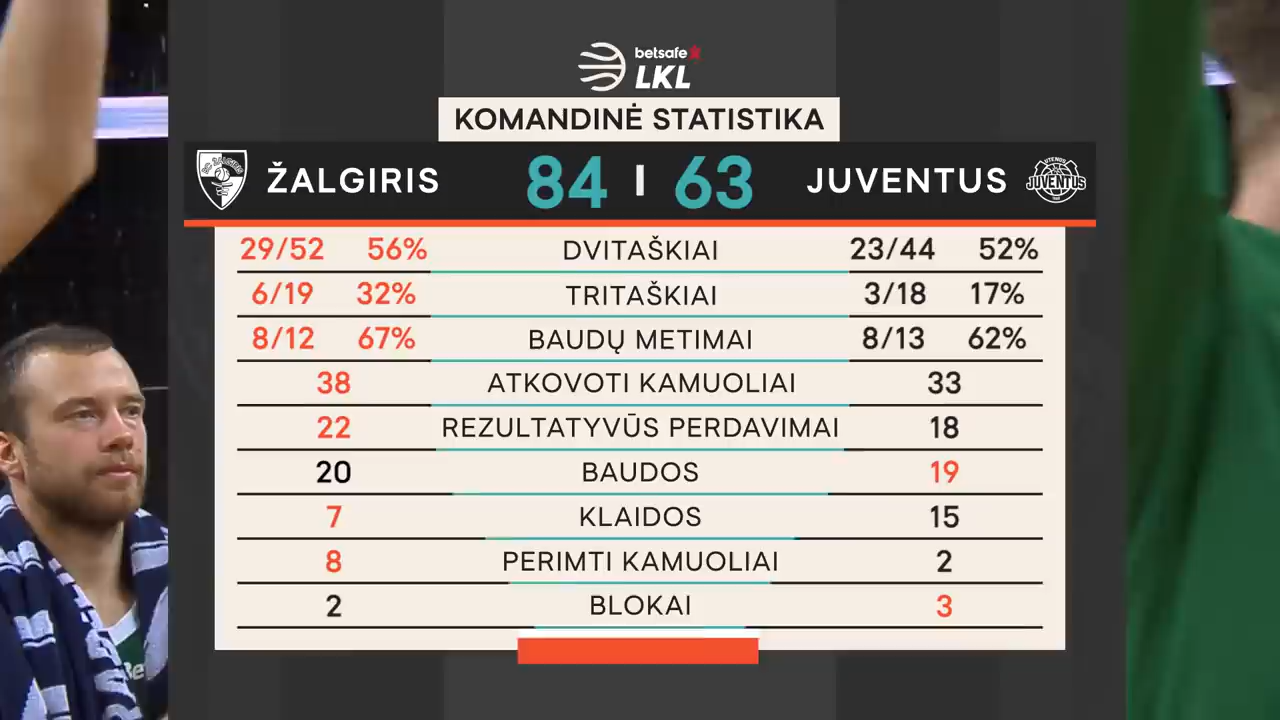 betsafe
LKL
KOMANDINĖ STATISTIKA
ŽALGIRIS 84 | 63 JUVENTUS
UTENOS
JUVENTUS
29/52 56% DVITAŠKIAI 23/44 52%
6/19 32% TRITAŠKIAI 3/18 17%
8/12 67% BAUDŲ METIMAI 8/13 62%
38 ATKOVOTI KAMUOLIAI 33
22 REZULTATYVŪS PERDAVIMAI 18
20 BAUDOS 19
7 KLAIDOS 15
8 PERIMTI KAMUOLIAI 2
2 BLOKAI 3